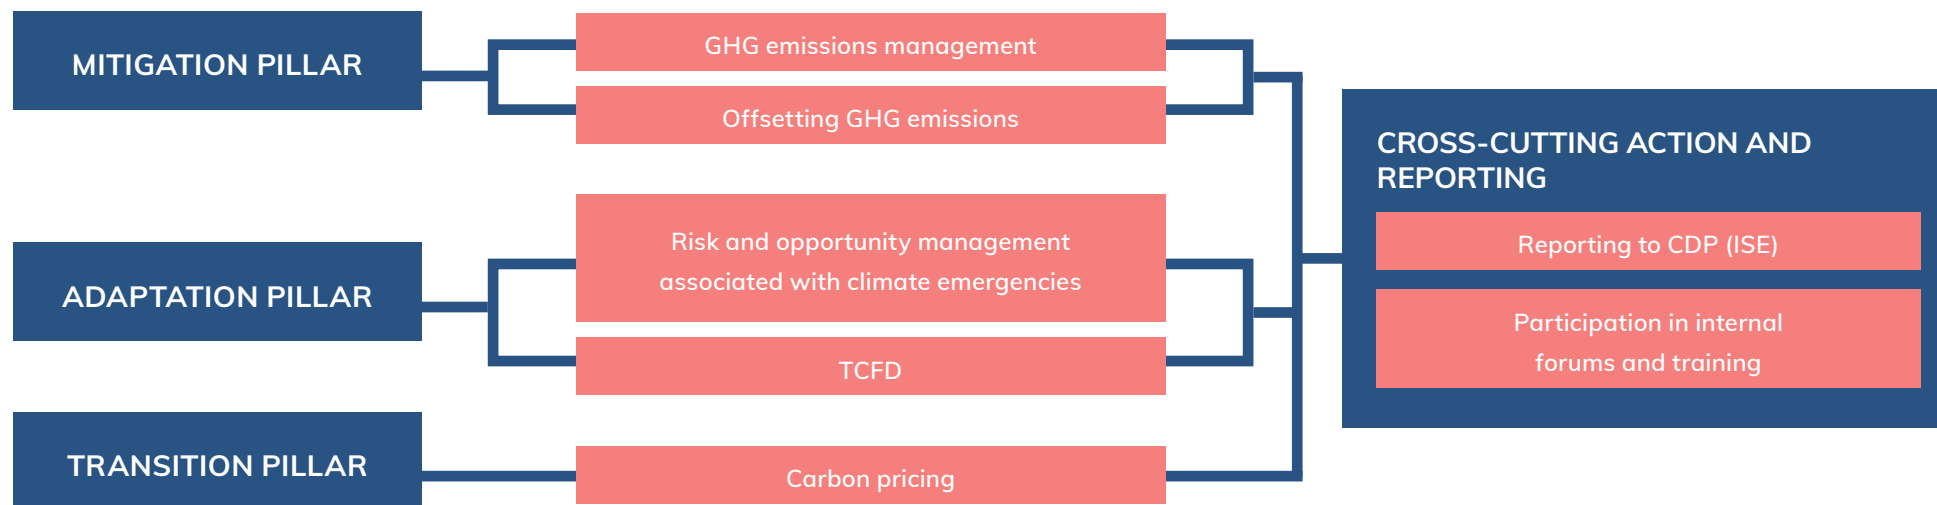 MITIGATION PILLAR
GHG emissions management
Offsetting GHG emissions
ADAPTATION PILLAR
Risk and opportunity management
associated with climate emergencies
TCFD
TRANSITION PILLAR
Carbon pricing
CROSS-CUTTING ACTION AND
REPORTING
Reporting to CDP (ISE)
Participation in internal
forums and training